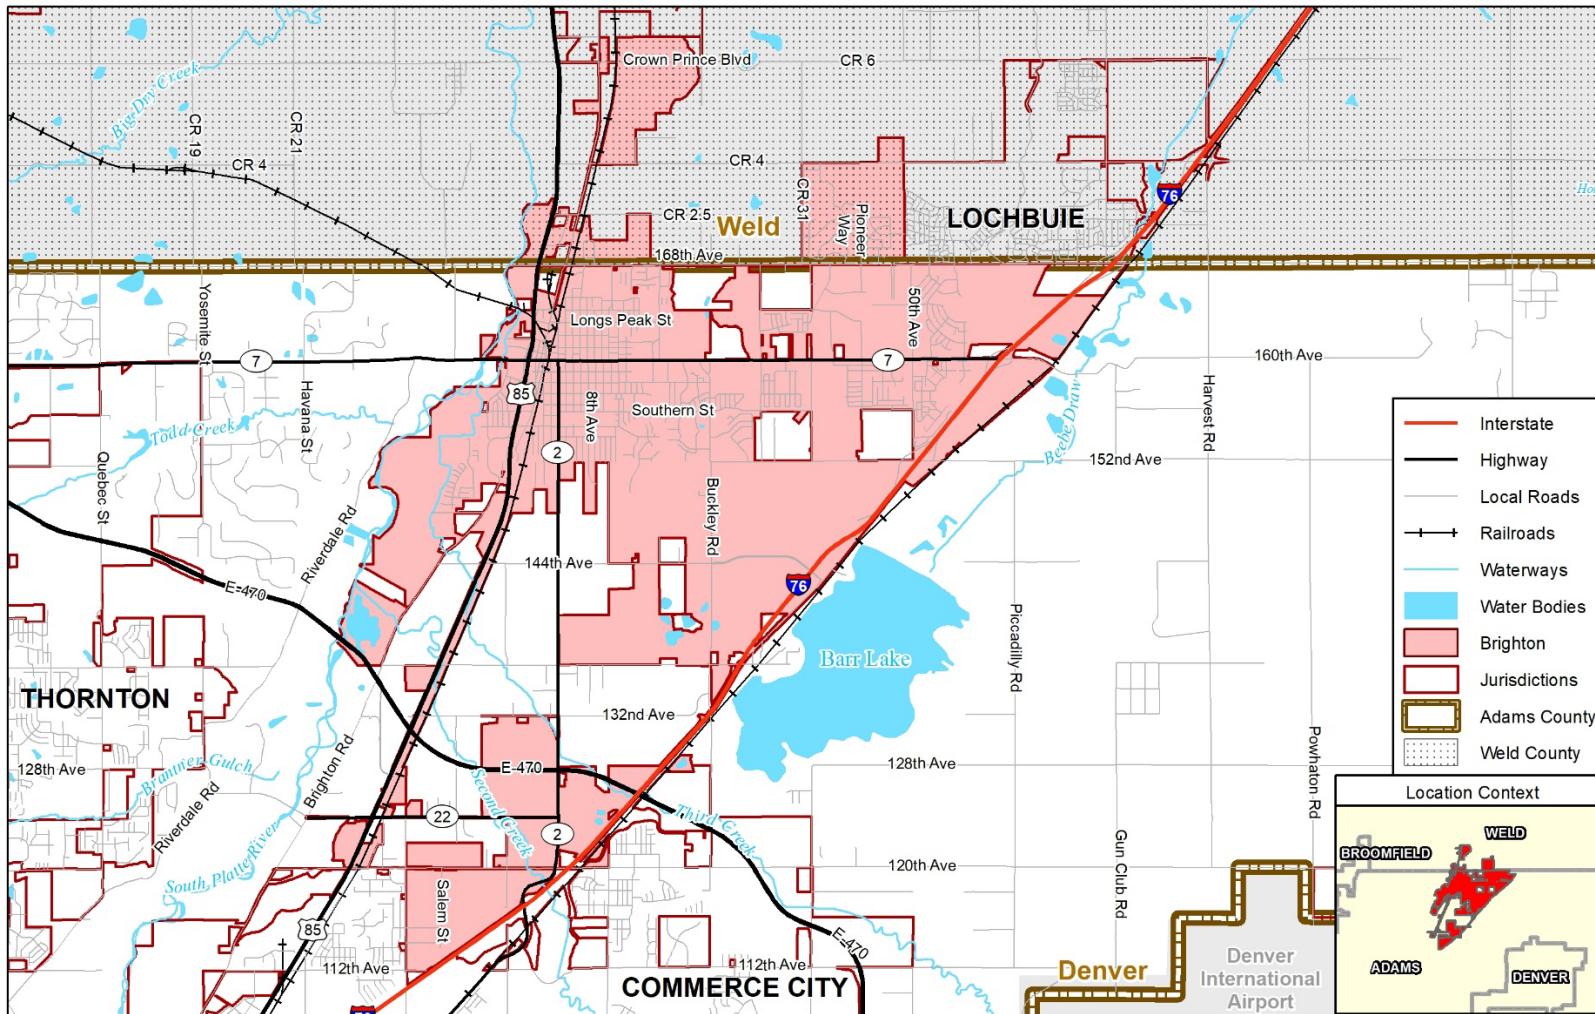 Crown Prince Blvd
CR 6
Big Dry Creek
CR 19
CR 21
CR 4
CR 4
CR 31
Pioneer
Way
CR 2.5
Weld
LOCHBUIE
76
168th Ave
Yosemite St
Longs Peak St
50th Ave
7
7
160th Ave
85
Havana St
8th Ave
Southern St
Harvest Rd
Todd Creek
2
Beebe Draw
152nd Ave
Quebec St
Riverdale Rd
Buckley Rd
144th Ave
E-470
76
Piccadilly Rd
Barr Lake
THORNTON
132nd Ave
128th Ave
Brantner Gulch
Brighton Rd
E-470
128th Ave
Powhaton Rd
Riverdale Rd
22
Second Creek
2
Third Creek
Gun Club Rd
120th Ave
South Platte River
Salem St
85
112th Ave
E-470
112th Ave
COMMERCE CITY
Denver
Denver
International
Airport
Interstate
Highway
Local Roads
Railroads
Waterways
Water Bodies
Brighton
Jurisdictions
Adams County
Weld County
Location Context
WELD
BROOMFIELD
ADAMS
DENVER